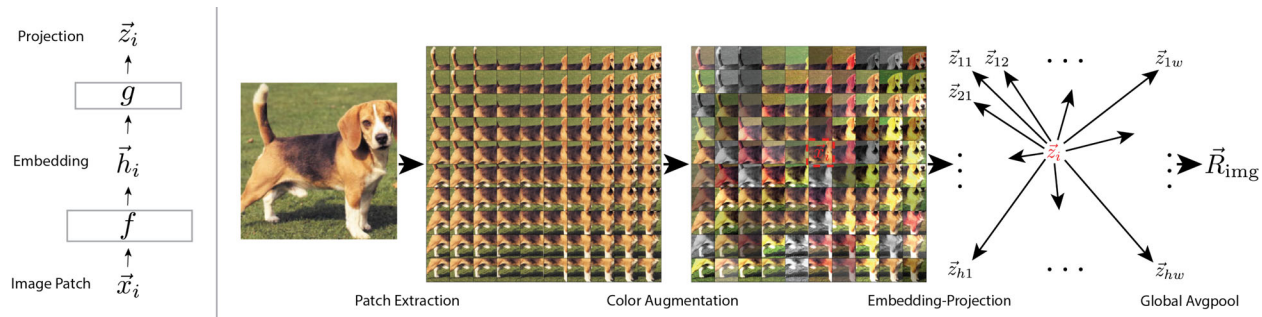 Projection
z⃗_i
g
Embedding
h⃗_i
f
Image Patch
x⃗_i
x_i
z⃗_11 z⃗_12 ... z⃗_1w
z⃗_21
z⃗_i
R⃗_img
z⃗_h1 ... z⃗_hw
Patch Extraction
Color Augmentation
Embedding-Projection
Global Avgpool